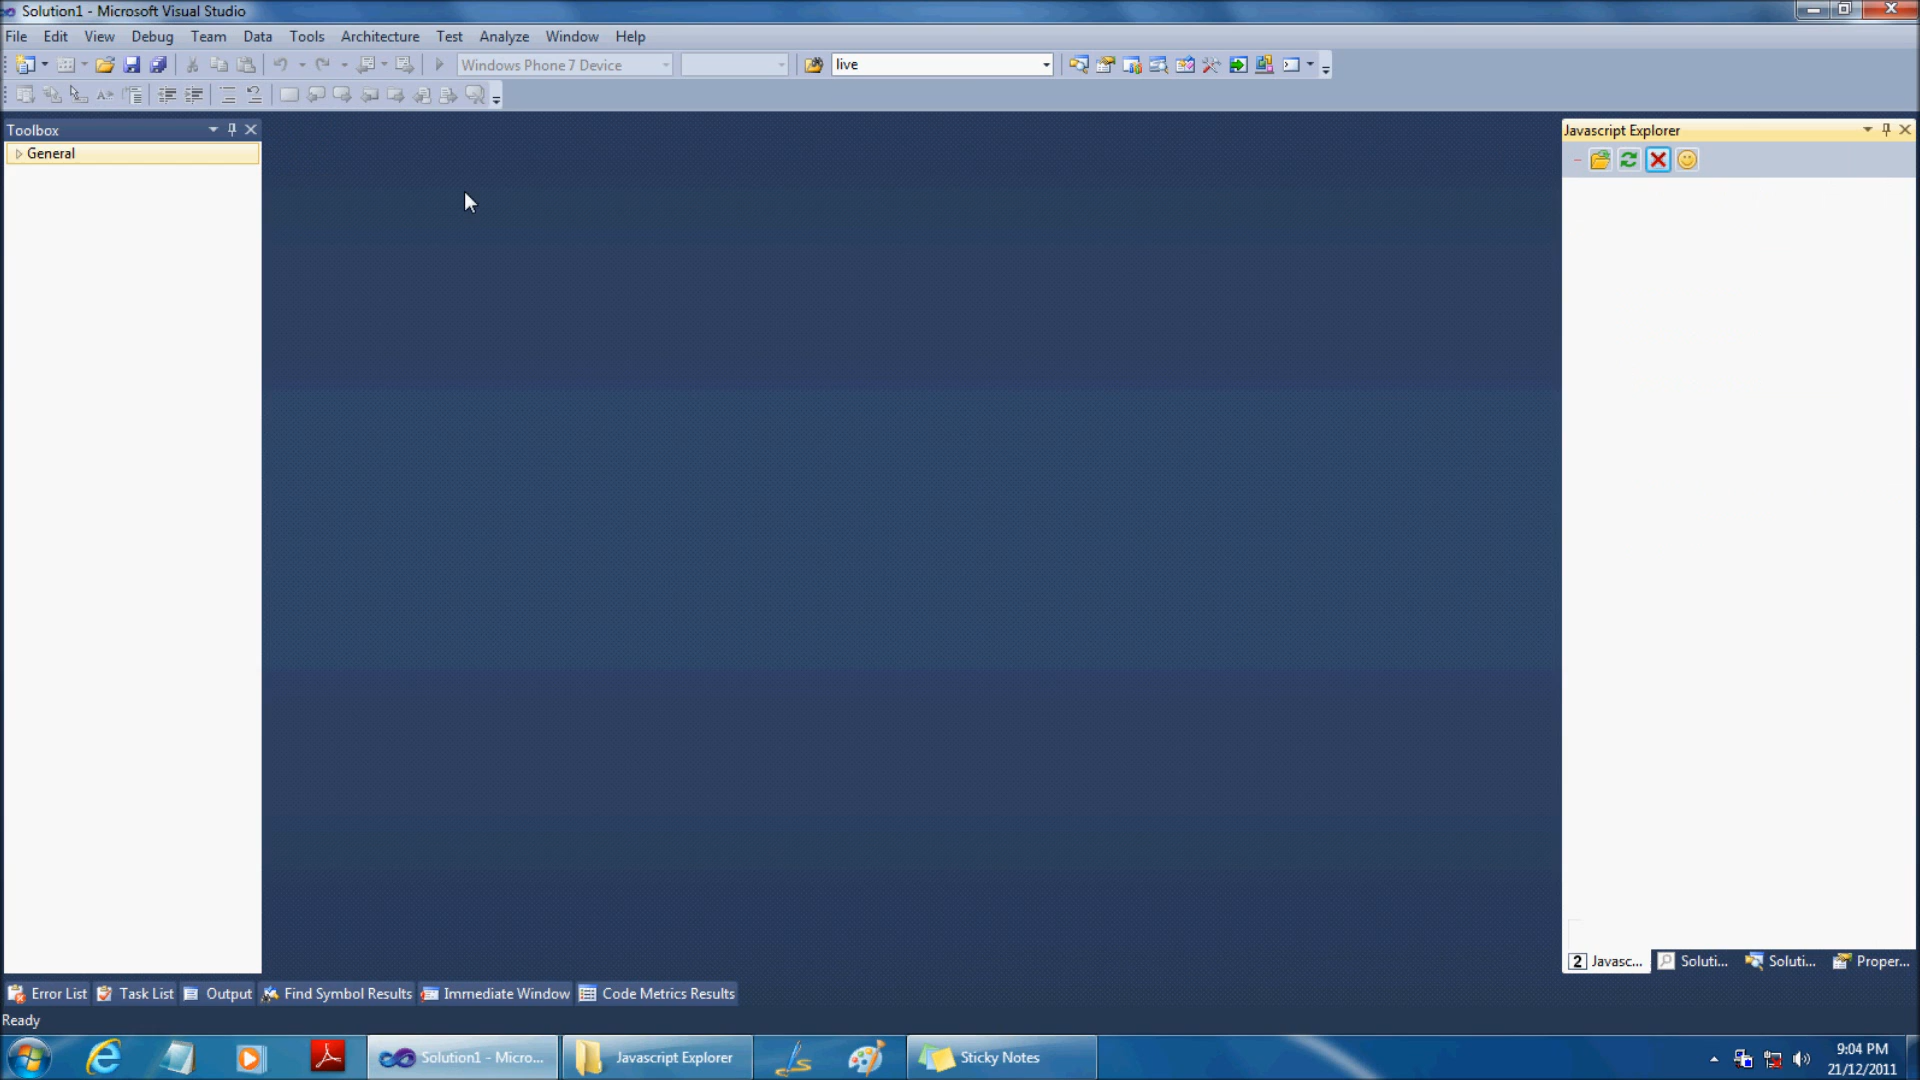 Solution1 - Microsoft Visual Studio
File Edit View Debug Team Data Tools Architecture Test Analyze Window Help
Windows Phone 7 Device live
Toolbox
General
Javascript Explorer
2 Javasc... Soluti... Soluti... Proper...
Error List Task List Output Find Symbol Results Immediate Window Code Metrics Results
Ready
Solution1 - Micro... Javascript Explorer Sticky Notes
9:04 PM
21/12/2011